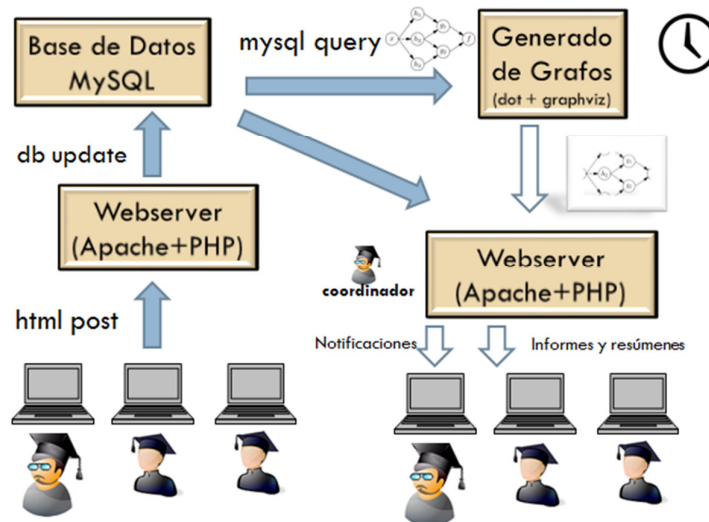 Base de Datos
MySQL
mysql query
Generado
de Grafos
(dot + graphviz)
db update
Webserver
(Apache+PHP)
coordinador
Webserver
(Apache+PHP)
html post
Notificaciones
Informes y resúmenes